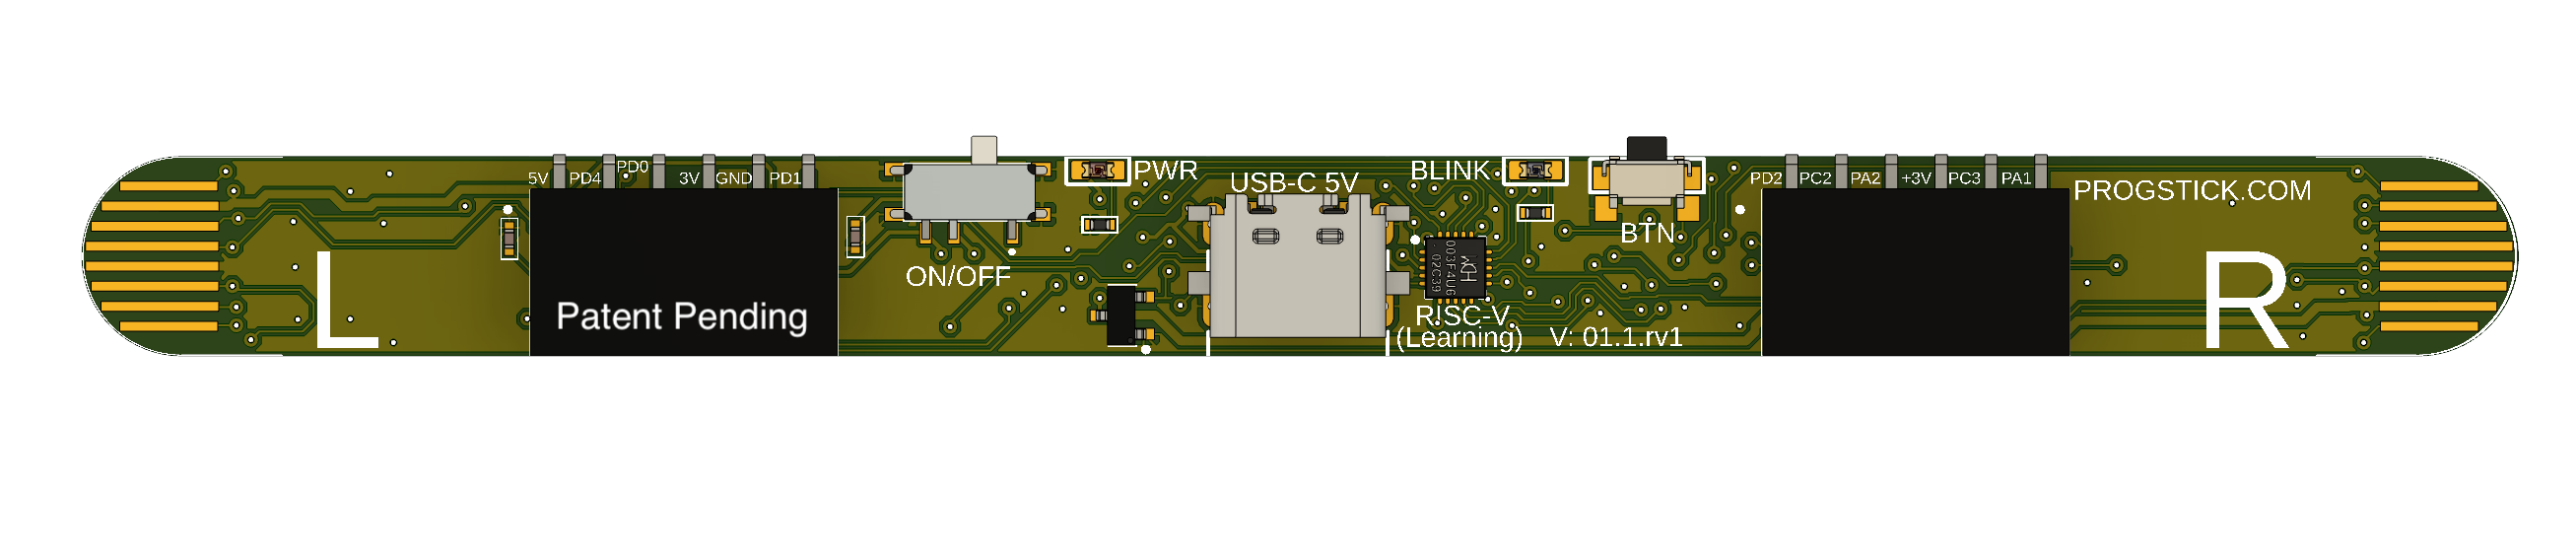 5V PD4 PD0 3V GND PD1
L
Patent Pending
ON/OFF
PWR
USB-C 5V
BLINK
BTN
WCH
003F4U6
02C39
RISC-V
(Learning)
V: 01.1.rv1
PD2 PC2 PA2 +3V PC3 PA1
PROGSTICK.COM
R